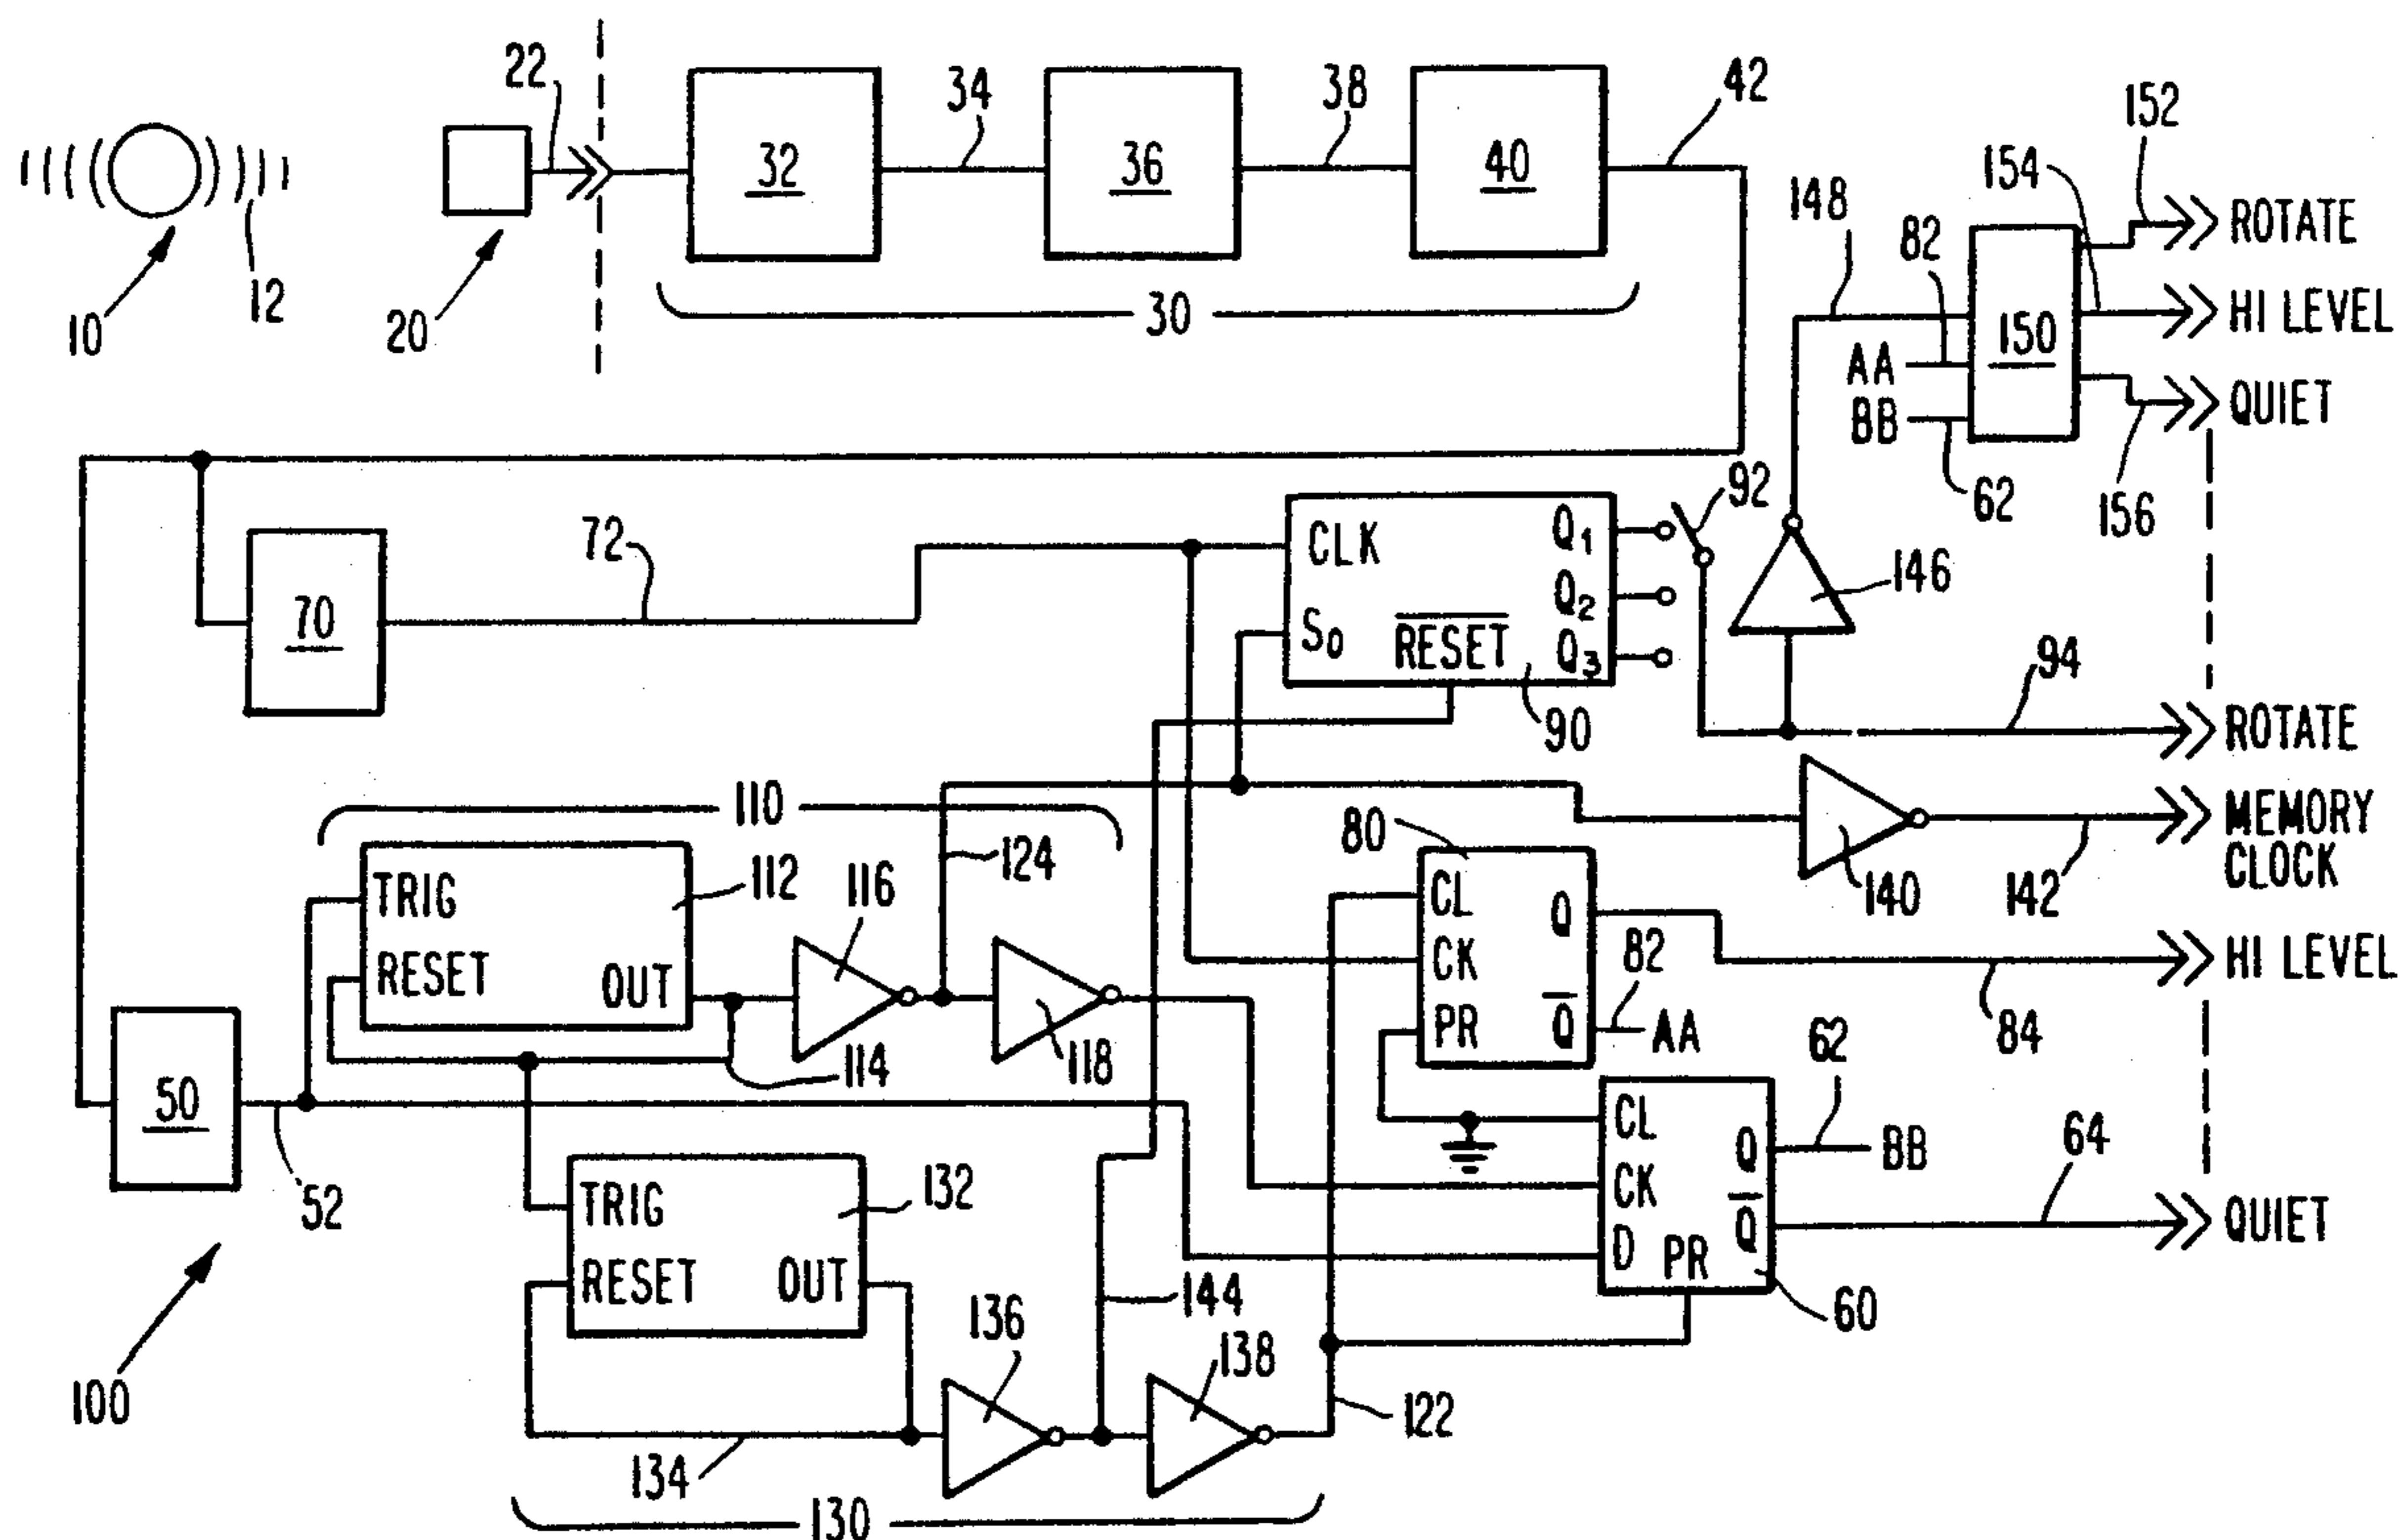 22
34
38
42
152
32
36
40
154
148
ROTATE
82
HI LEVEL
12
10
20
30
AA
150
QUIET
BB
62
156
92
72
CLK
Q1
146
Q2
S0
RESET
Q3
70
94
90
ROTATE
110
MEMORY
CLOCK
80
124
112
116
TRIG
CL
Q
140
142
CK
RESET
OUT
82
HI LEVEL
PR
Q
AA
84
118
114
62
50
CL
64
Q
BB
CK
132
TRIG
52
Q
QUIET
D
PR
RESET
OUT
144
60
136
138
100
122
134
130